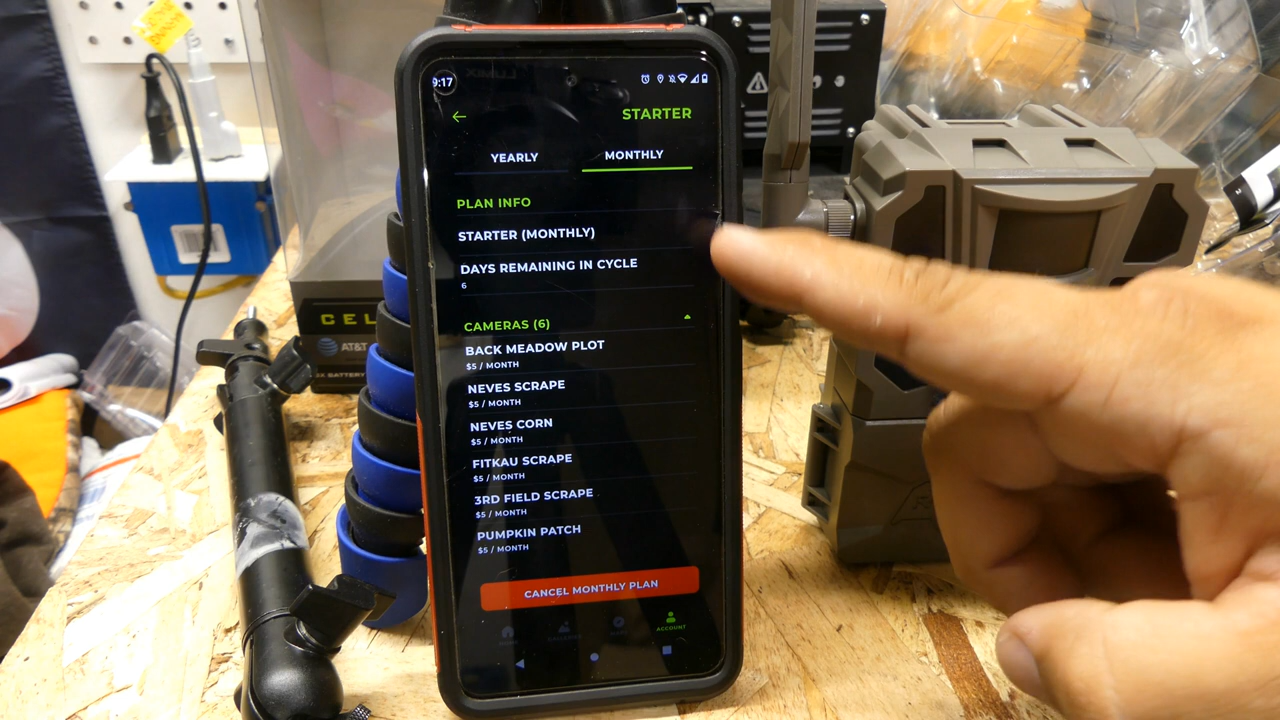 9:17
STARTER
YEARLY MONTHLY
PLAN INFO
STARTER (MONTHLY)
DAYS REMAINING IN CYCLE
6
CAMERAS (6)
BACK MEADOW PLOT
$5 / MONTH
NEVES SCRAPE
$5 / MONTH
NEVES CORN
$5 / MONTH
FITKAU SCRAPE
$5 / MONTH
3RD FIELD SCRAPE
$5 / MONTH
PUMPKIN PATCH
$5 / MONTH
CANCEL MONTHLY PLAN
ACCOUNT
CEL
AT&T
BATTERY
LUMIX